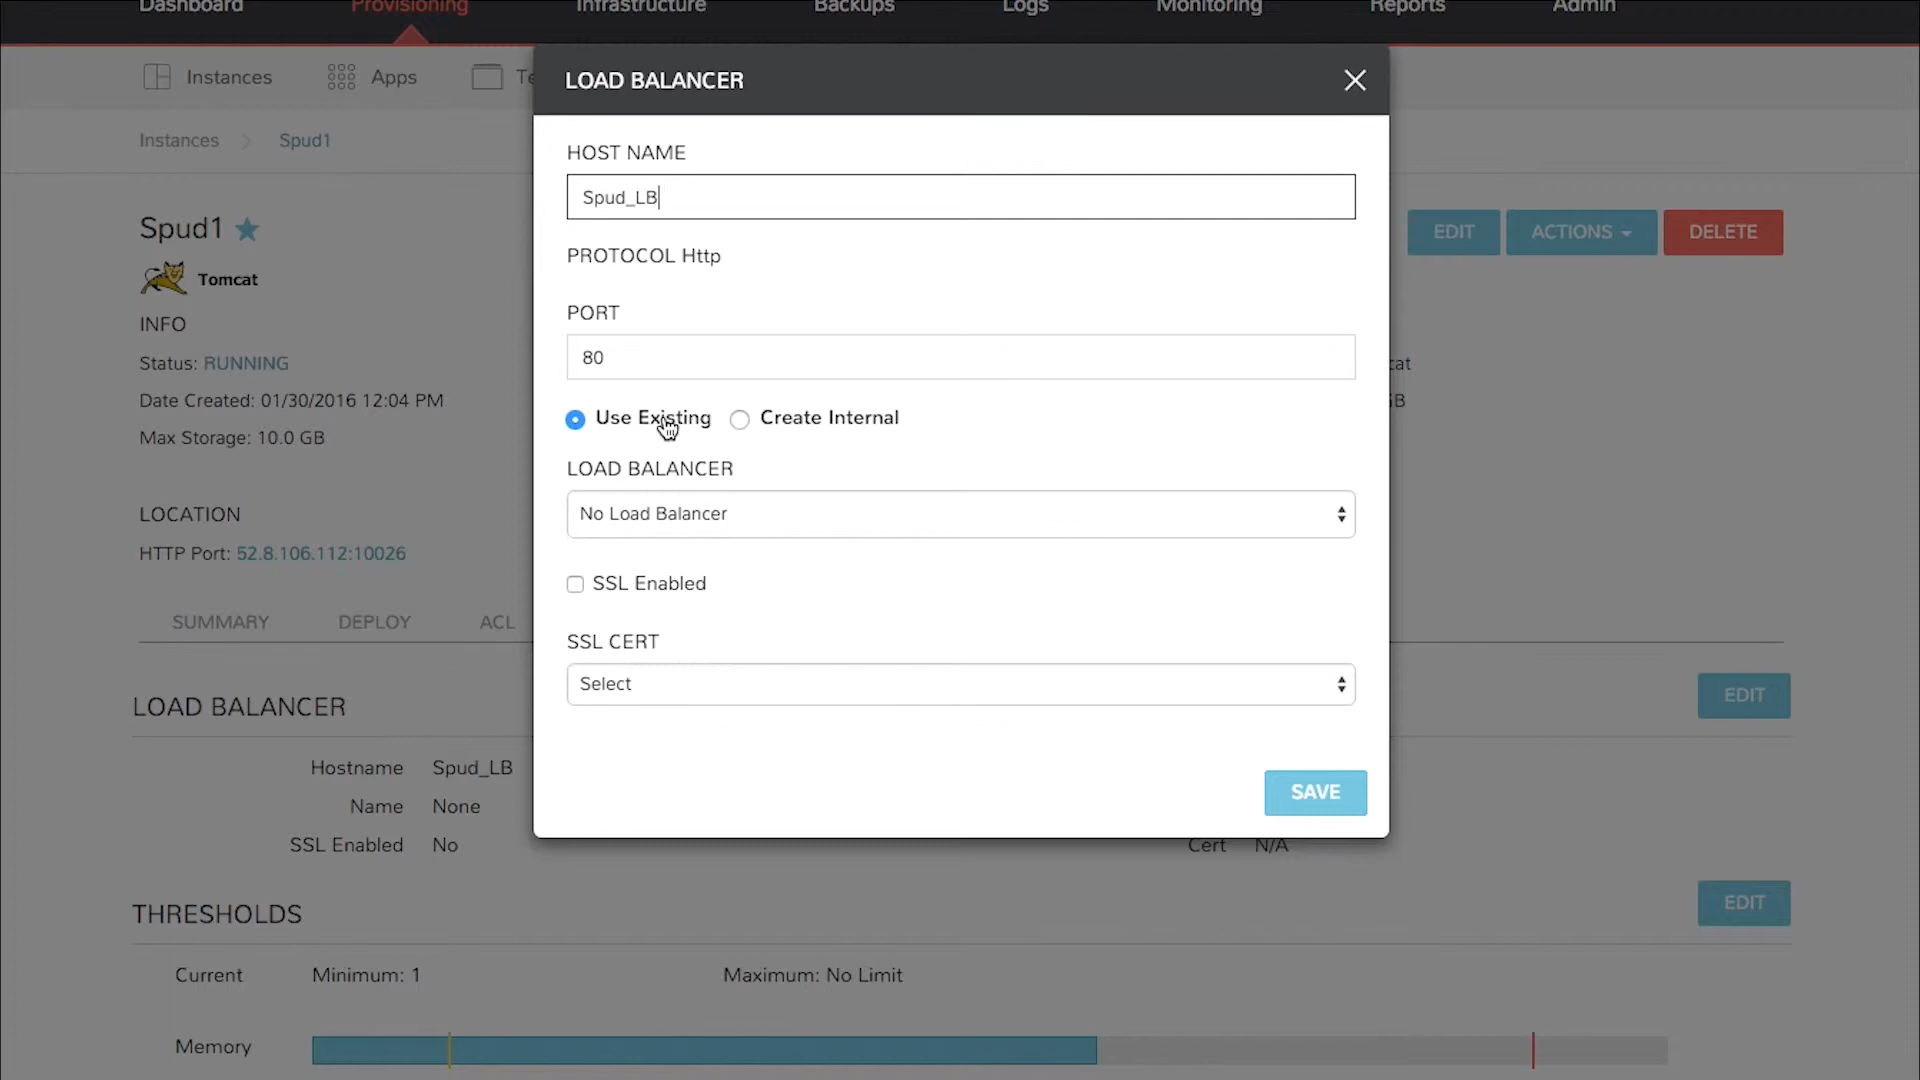 Dashboard Provisioning Infrastructure Backups Logs Monitoring Reports Admin
Instances Apps Te
LOAD BALANCER
Instances Spud1
HOST NAME
Spud_LB
Spud1
EDIT ACTIONS DELETE
PROTOCOL Http
Tomcat
PORT
INFO
80
Status: RUNNING
cat
Date Created: 01/30/2016 12:04 PM
Use Existing Create Internal
Max Storage: 10.0 GB
LOAD BALANCER
No Load Balancer
LOCATION
HTTP Port: 52.8.106.112:10026
SSL Enabled
SUMMARY DEPLOY ACL
SSL CERT
Select
LOAD BALANCER EDIT
Hostname Spud_LB
Name None
SAVE
SSL Enabled No Cert N/A
THRESHOLDS EDIT
Current Minimum: 1 Maximum: No Limit
Memory